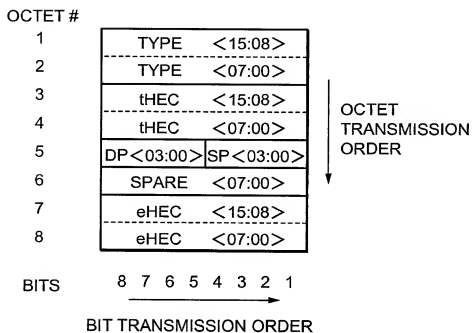 OCTET #
1 TYPE <15:08>
2 TYPE <07:00>
3 tHEC <15:08>
4 tHEC <07:00>
5 DP<03:00> SP<03:00>
6 SPARE <07:00>
7 eHEC <15:08>
8 eHEC <07:00>
OCTET
TRANSMISSION
ORDER
BITS 8 7 6 5 4 3 2 1
BIT TRANSMISSION ORDER